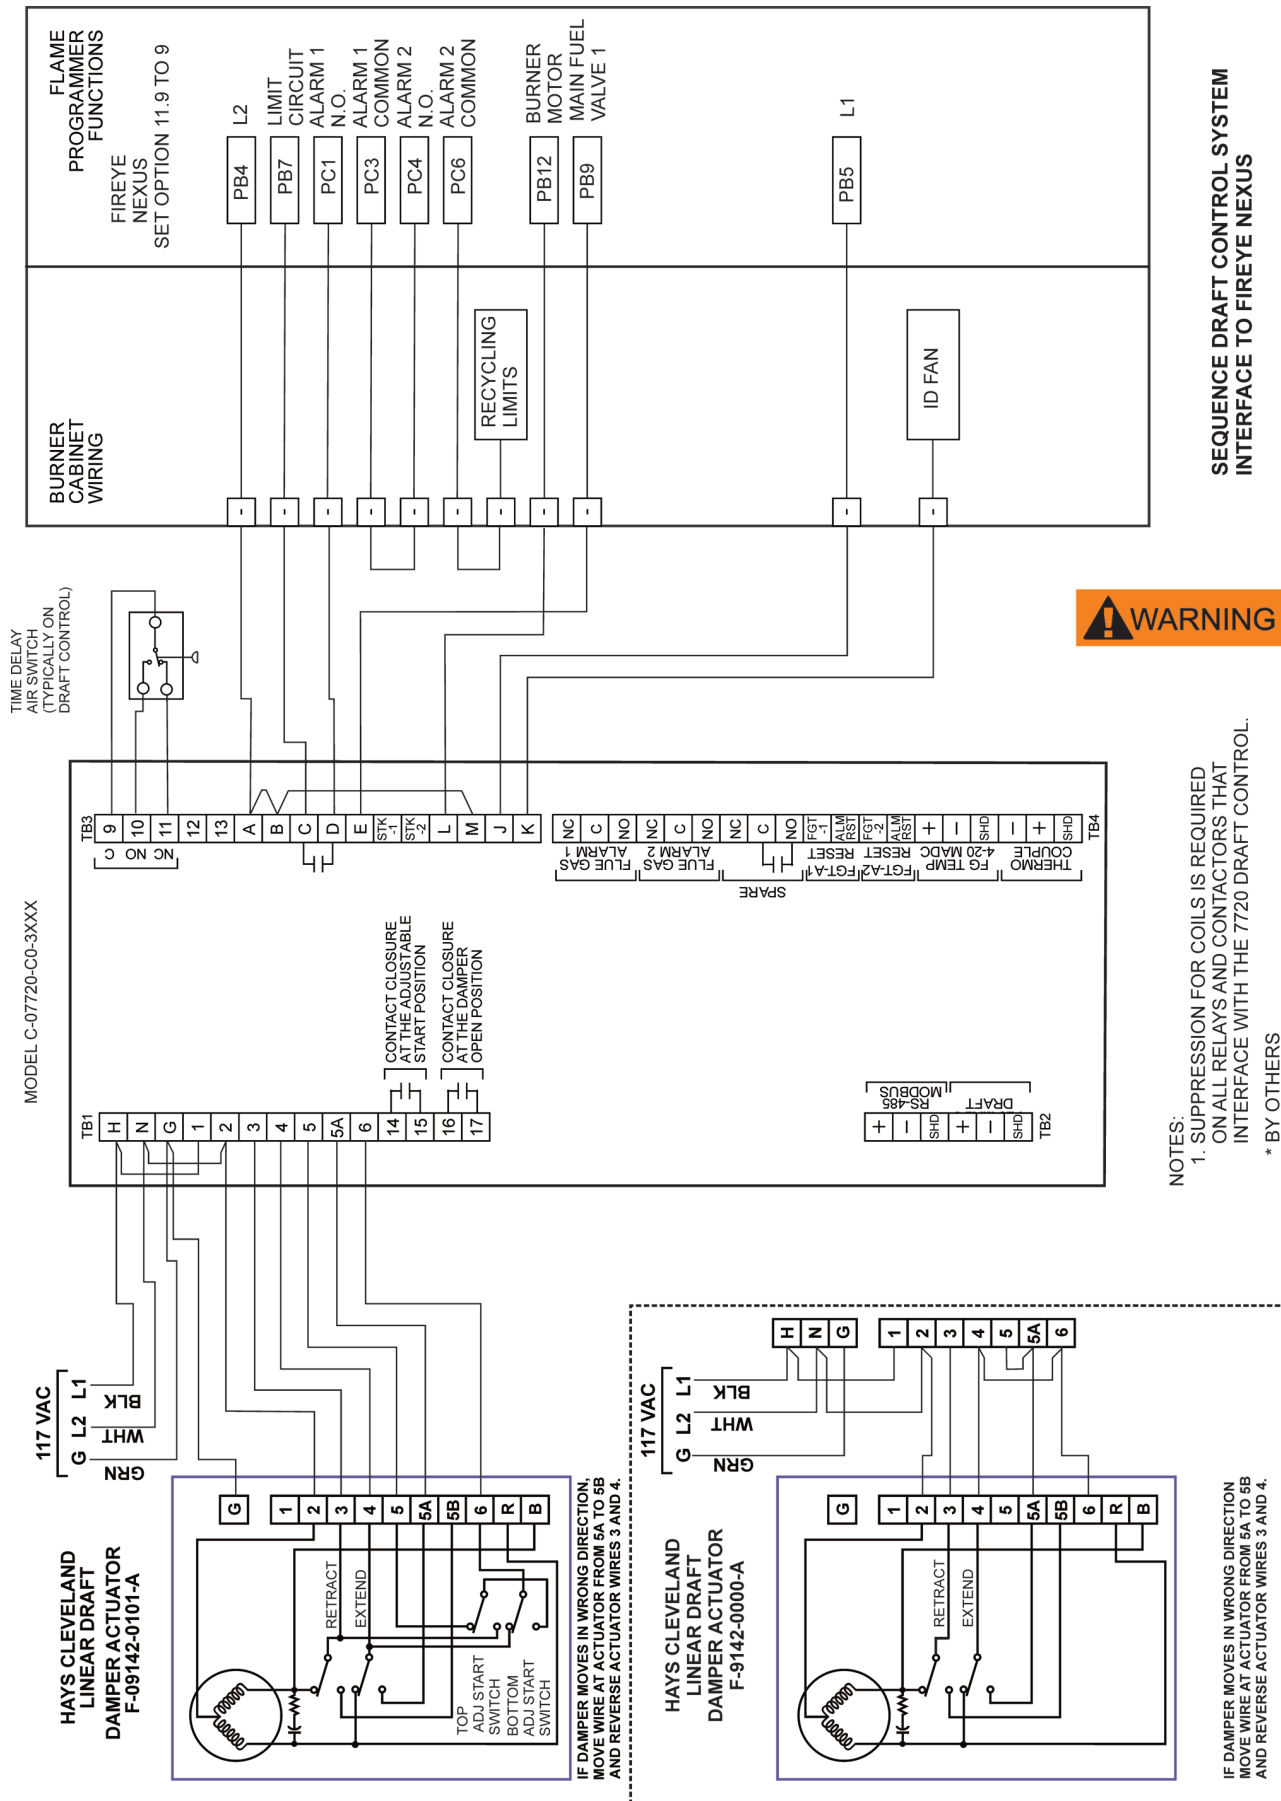 FLAME
PROGRAMMER
FUNCTIONS
FIREYE
NEXUS
SET OPTION 11.9 TO 9
L2
LIMIT
CIRCUIT
ALARM 1
N.O.
ALARM 1
COMMON
ALARM 2
N.O.
ALARM 2
COMMON
BURNER
MOTOR
MAIN FUEL
VALVE 1
L1
PB4
PB7
PC1
PC3
PC4
PC6
PB12
PB9
PB5
BURNER
CABINET
WIRING
RECYCLING
LIMITS
ID FAN
-
-
-
-
-
-
-
-
-
-
-
SEQUENCE DRAFT CONTROL SYSTEM
INTERFACE TO FIREYE NEXUS
TIME DELAY
AIR SWITCH
(TYPICALLY ON
DRAFT CONTROL)
WARNING
MODEL C-07720-C0-3XXX
TB3
9
10
11
12
13
A
B
C
D
E
STK
-1
STK
-2
L
M
J
K
C
NO
NC
NC
C
NO
NC
C
NO
NC
C
NO
FGT
-1
ALM
RST
FGT
-2
ALM
RST
+
-
SHD
-
+
SHD
TB4
FLUE GAS
ALARM 1
FLUE GAS
ALARM 2
SPARE
FGT-A1
RESET
FGT-A2
RESET
FG TEMP
4-20 MADC
THERMO
COUPLE
CONTACT CLOSURE
AT THE ADJUSTABLE
START POSITION
CONTACT CLOSURE
AT THE DAMPER
OPEN POSITION
TB1
H
N
G
1
2
3
4
5
5A
6
14
15
16
17
RS-485
MODBUS
DRAFT
+
-
SHD
+
-
SHD
TB2
NOTES:
1. SUPPRESSION FOR COILS IS REQUIRED
ON ALL RELAYS AND CONTACTORS THAT
INTERFACE WITH THE 7720 DRAFT CONTROL.
* BY OTHERS
117 VAC
G L2 L1
BLK
WHT
GRN
HAYS CLEVELAND
LINEAR DRAFT
DAMPER ACTUATOR
F-09142-0101-A
G
1
2
3
4
5
5A
5B
6
R
B
RETRACT
EXTEND
TOP
ADJ START
SWITCH
BOTTOM
ADJ START
SWITCH
IF DAMPER MOVES IN WRONG DIRECTION,
MOVE WIRE AT ACTUATOR FROM 5A TO 5B
AND REVERSE ACTUATOR WIRES 3 AND 4.
117 VAC
G L2 L1
BLK
WHT
GRN
H
N
G
1
2
3
4
5
5A
6
HAYS CLEVELAND
LINEAR DRAFT
DAMPER ACTUATOR
F-9142-0000-A
G
1
2
3
4
5
5A
5B
6
R
B
RETRACT
EXTEND
IF DAMPER MOVES IN WRONG DIRECTION
MOVE WIRE AT ACTUATOR FROM 5A TO 5B
AND REVERSE ACTUATOR WIRES 3 AND 4.